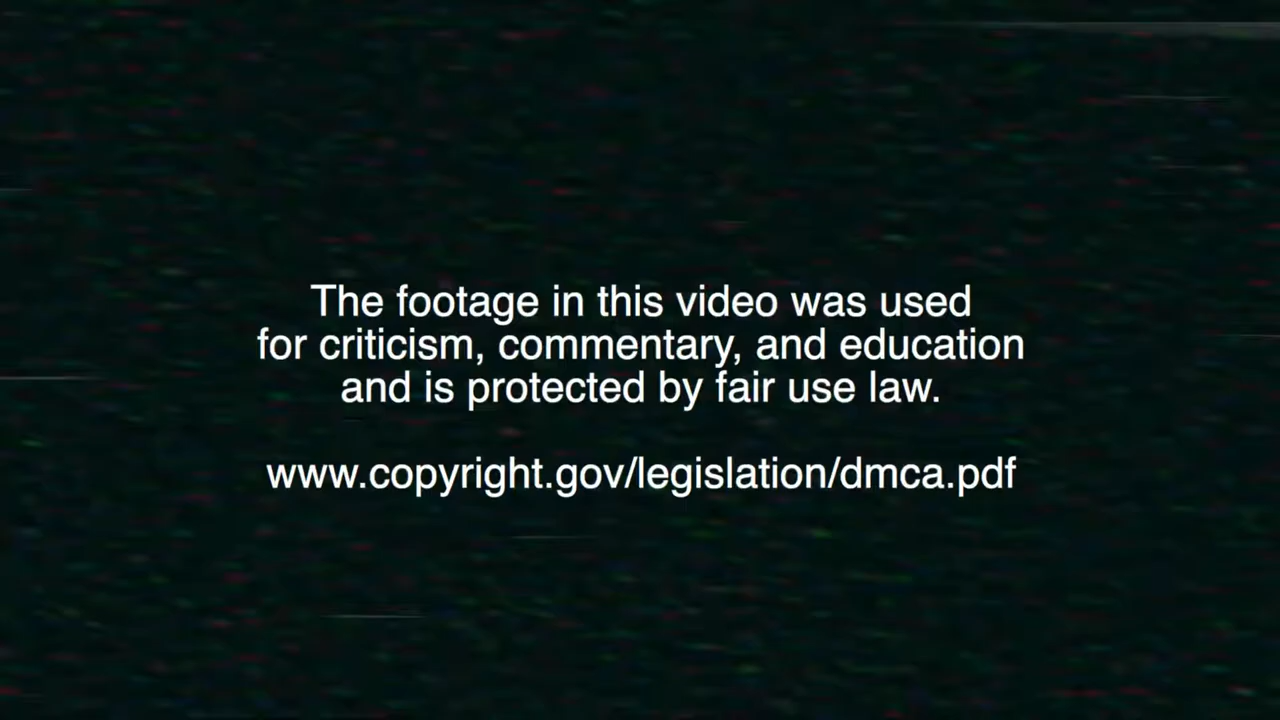 The footage in this video was used
for criticism, commentary, and education
and is protected by fair use law.
www.copyright.gov/legislation/dmca.pdf